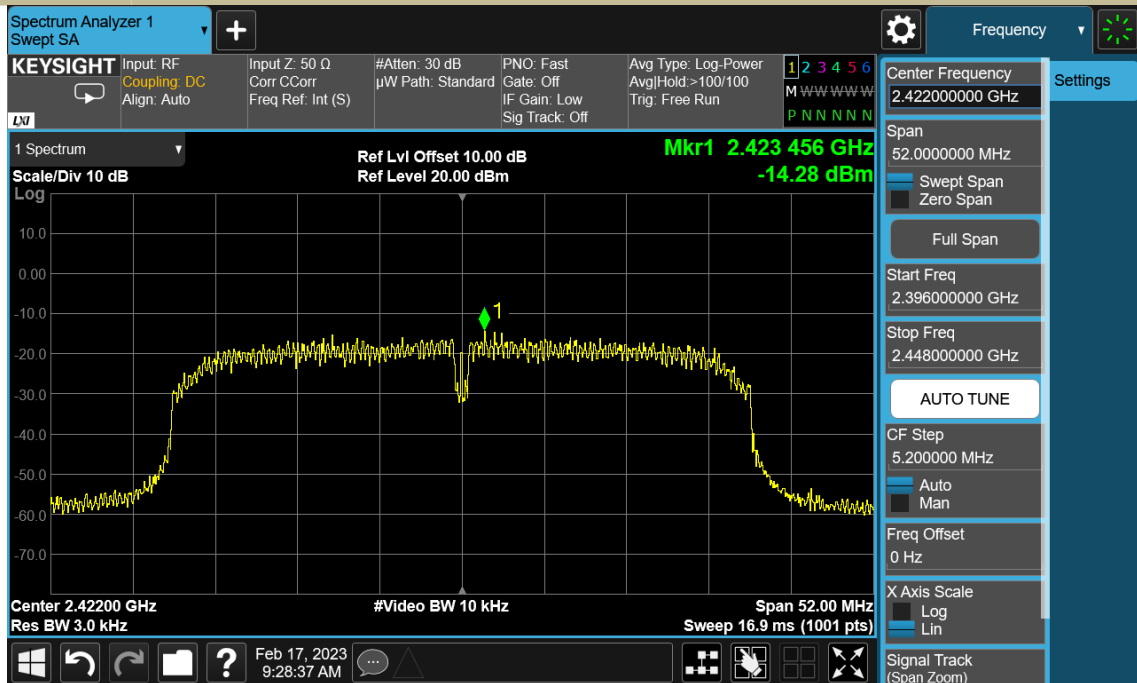 Spectrum Analyzer 1
Swept SA
Frequency
KEYSIGHT
LXI
Input: RF
Coupling: DC
Align: Auto
Input Z: 50 Ω
Corr CCorr
Freq Ref: Int (S)
#Atten: 30 dB
µW Path: Standard
PNO: Fast
Gate: Off
IF Gain: Low
Sig Track: Off
Avg Type: Log-Power
Avg|Hold:>100/100
Trig: Free Run
1 2 3 4 5 6
M W W W W W
P N N N N N
1 Spectrum
Scale/Div 10 dB
Log
Ref Lvl Offset 10.00 dB
Ref Level 20.00 dBm
Mkr1 2.423 456 GHz
-14.28 dBm
10.0
0.00
-10.0
-20.0
-30.0
-40.0
-50.0
-60.0
-70.0
1
Center 2.42200 GHz
Res BW 3.0 kHz
#Video BW 10 kHz
Span 52.00 MHz
Sweep 16.9 ms (1001 pts)
Center Frequency
2.422000000 GHz
Span
52.0000000 MHz
Swept Span
Zero Span
Full Span
Start Freq
2.396000000 GHz
Stop Freq
2.448000000 GHz
AUTO TUNE
CF Step
5.200000 MHz
Auto
Man
Freq Offset
0 Hz
X Axis Scale
Log
Lin
Signal Track
(Span Zoom)
Settings
?
Feb 17, 2023
9:28:37 AM